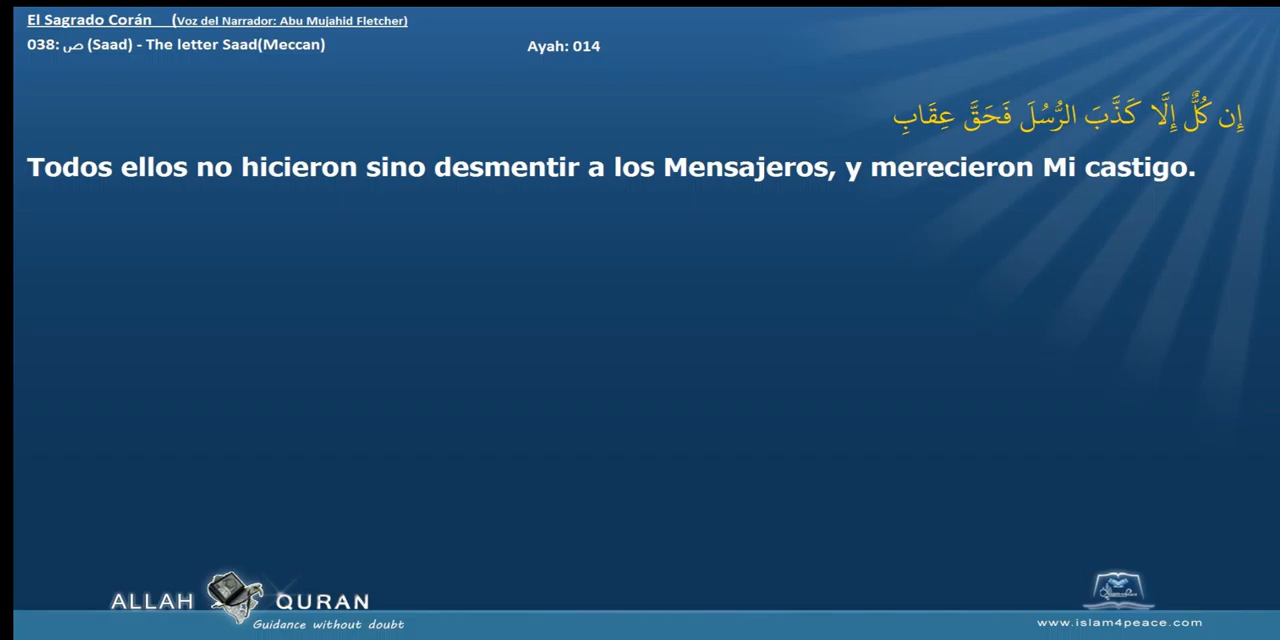 El Sagrado Corán (Voz del Narrador: Abu Mujahid Fletcher)
038: ص (Saad) - The letter Saad(Meccan) Ayah: 014
إِن كُلٌّ إِلَّا كَذَّبَ الرُّسُلَ فَحَقَّ عِقَابِ
Todos ellos no hicieron sino desmentir a los Mensajeros, y merecieron Mi castigo.
ALLAH QURAN
Guidance without doubt
www.islam4peace.com